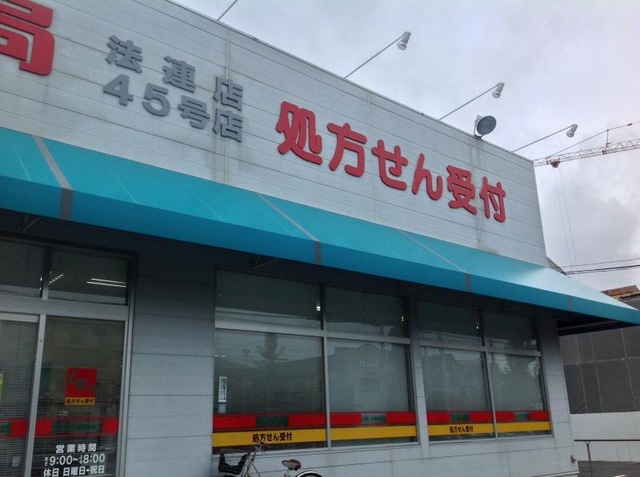 局
法蓮店
45号店
処方せん受付
処方せん受付
営業時間
9:00～8:00
休日 日曜日・祝日
処方せん受付
処方せん受付